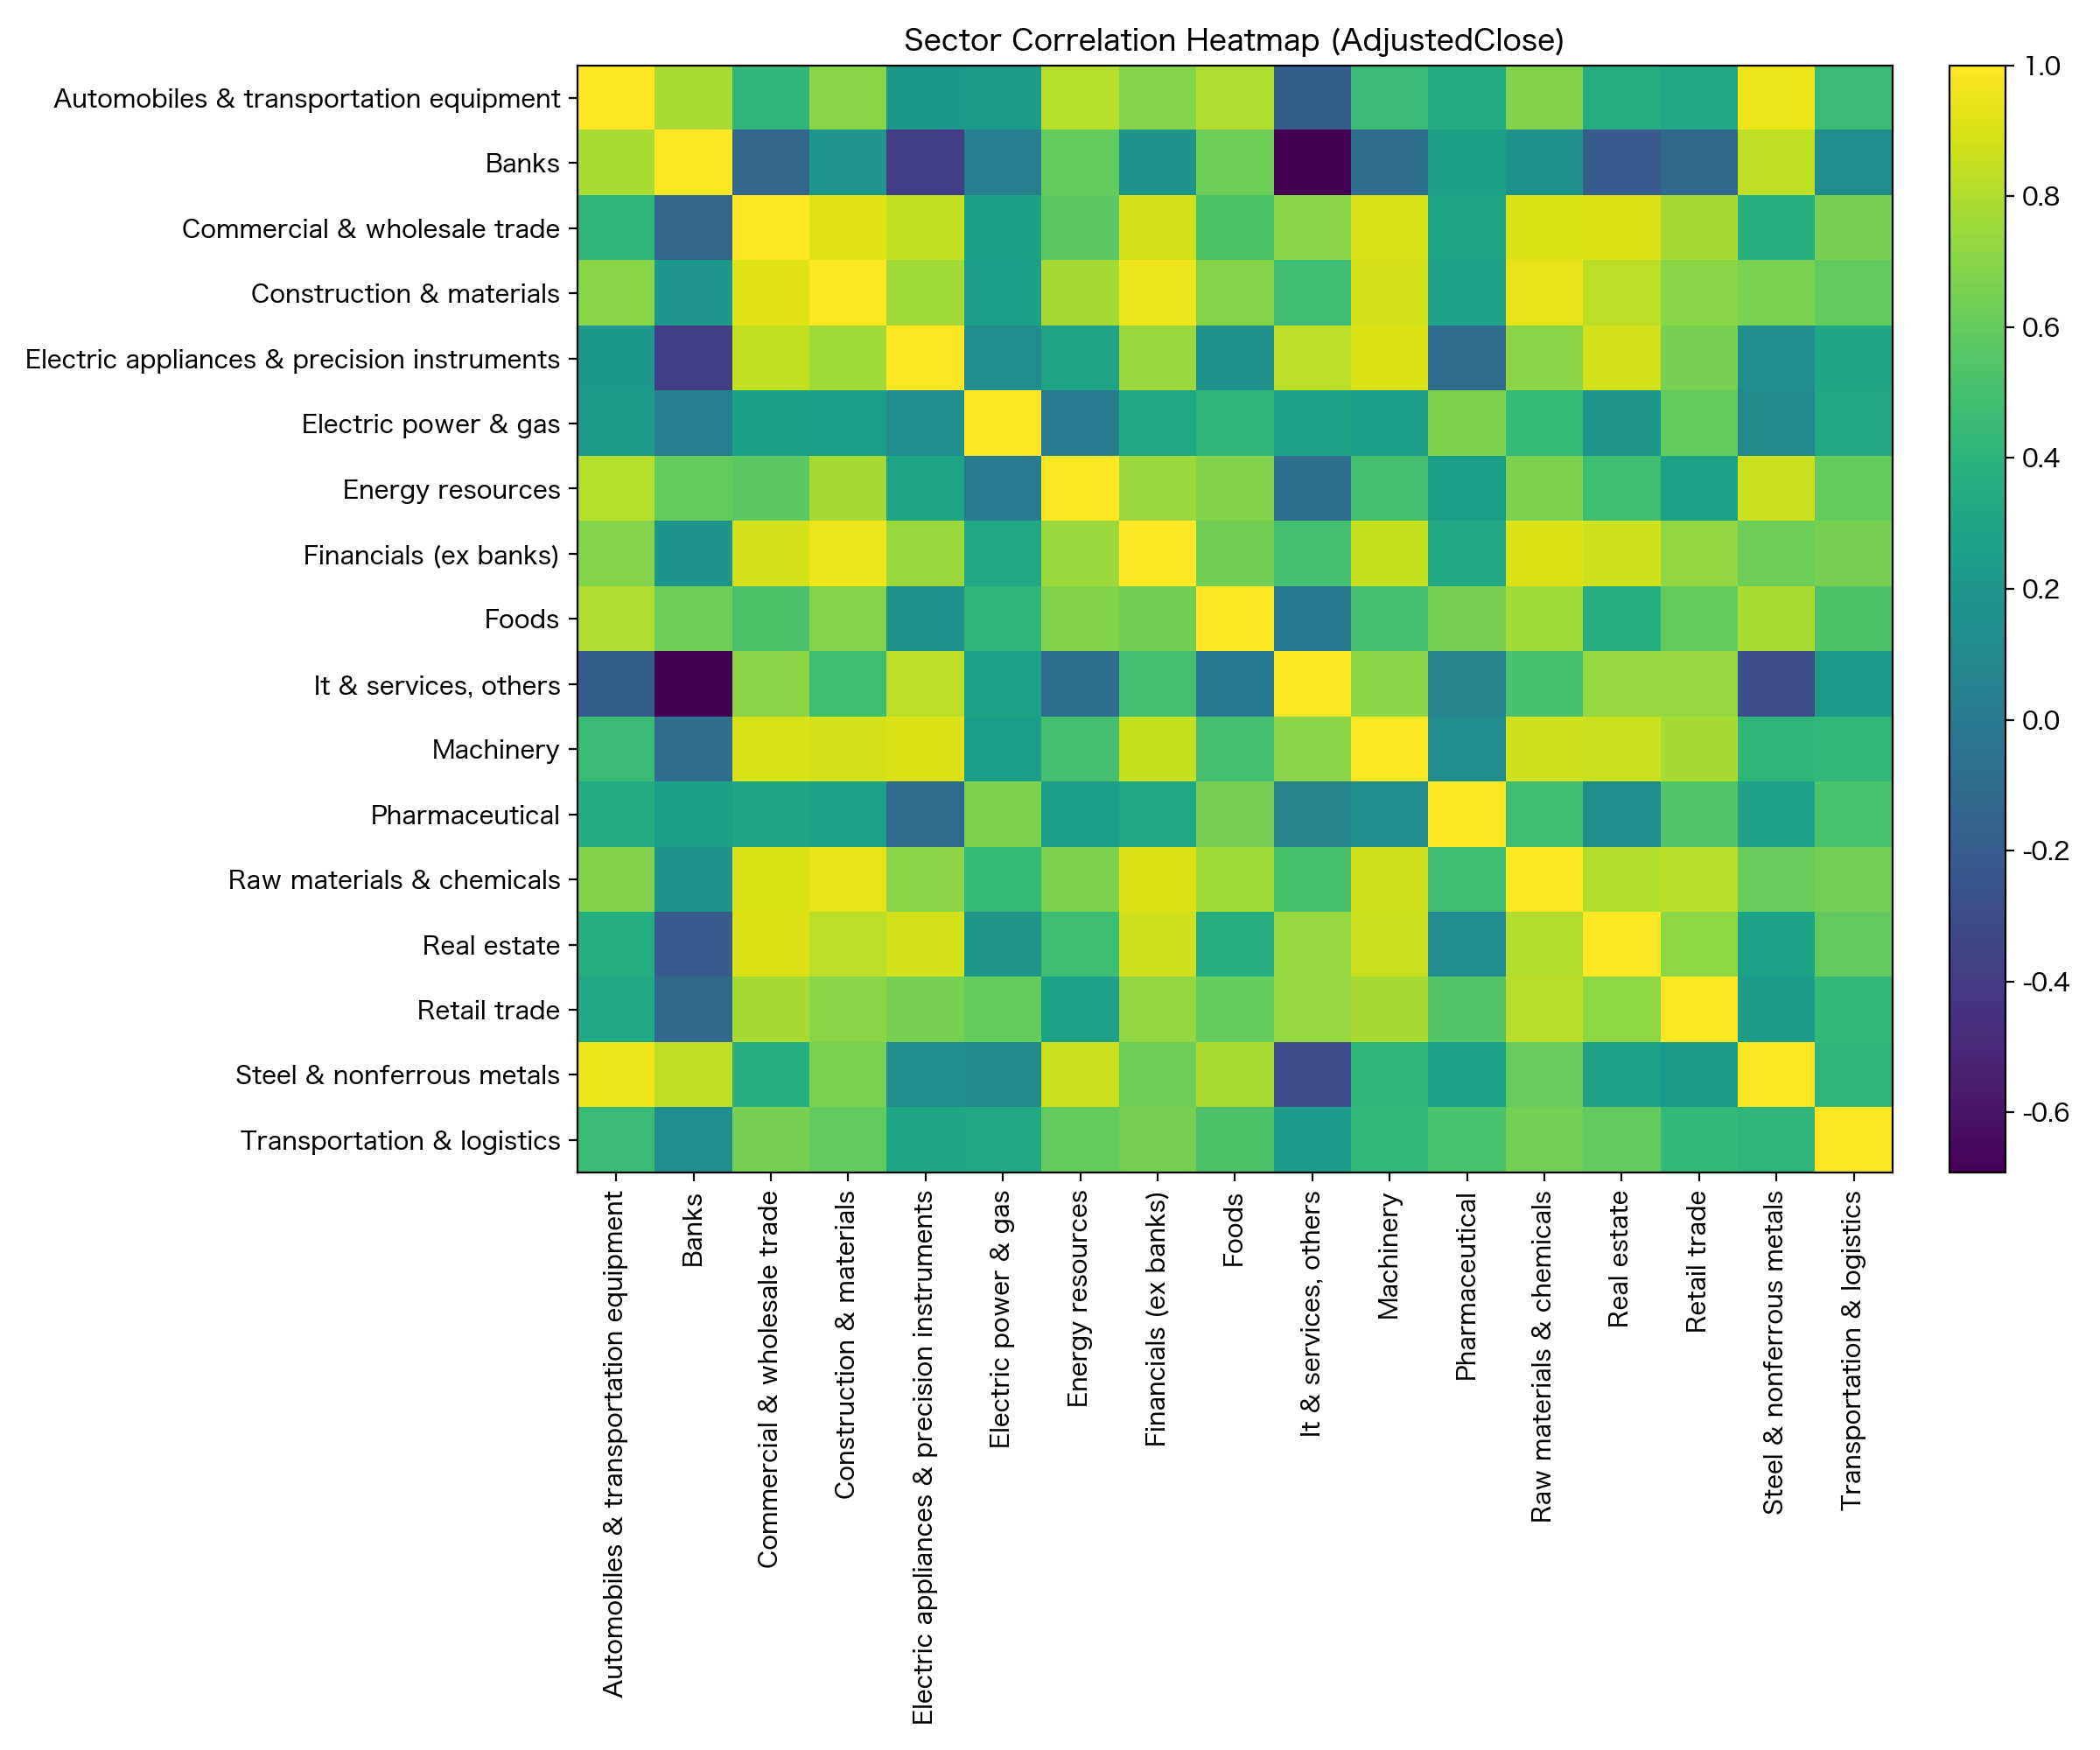 Sector Correlation Heatmap (AdjustedClose)
Automobiles & transportation equipment
Banks
Commercial & wholesale trade
Construction & materials
Electric appliances & precision instruments
Electric power & gas
Energy resources
Financials (ex banks)
Foods
It & services, others
Machinery
Pharmaceutical
Raw materials & chemicals
Real estate
Retail trade
Steel & nonferrous metals
Transportation & logistics
Automobiles & transportation equipment
Banks
Commercial & wholesale trade
Construction & materials
Electric appliances & precision instruments
Electric power & gas
Energy resources
Financials (ex banks)
Foods
It & services, others
Machinery
Pharmaceutical
Raw materials & chemicals
Real estate
Retail trade
Steel & nonferrous metals
Transportation & logistics
1.0
0.8
0.6
0.4
0.2
0.0
-0.2
-0.4
-0.6